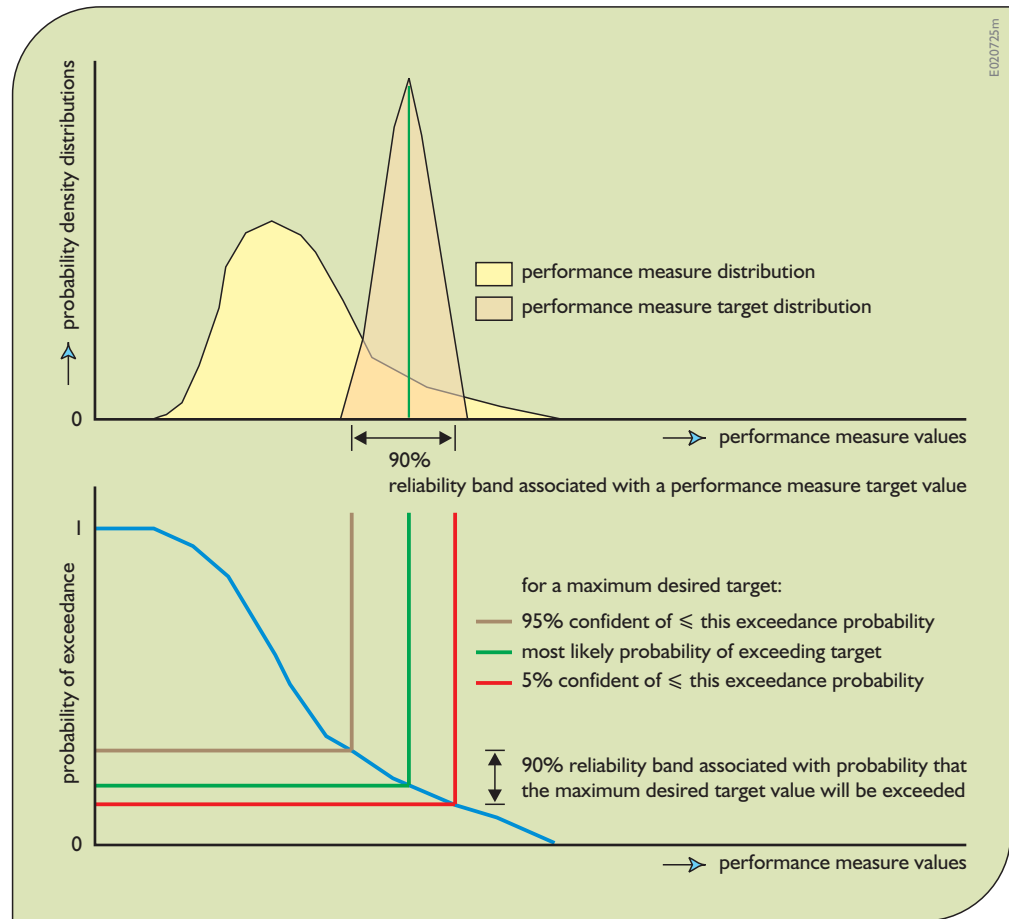 E020725m
probability density distributions
performance measure distribution
performance measure target distribution
0
performance measure values
90%
reliability band associated with a performance measure target value
1
probability of exceedance
for a maximum desired target:
95% confident of ⩽ this exceedance probability
most likely probability of exceeding target
5% confident of ⩽ this exceedance probability
90% reliability band associated with probability that
the maximum desired target value will be exceeded
0
performance measure values